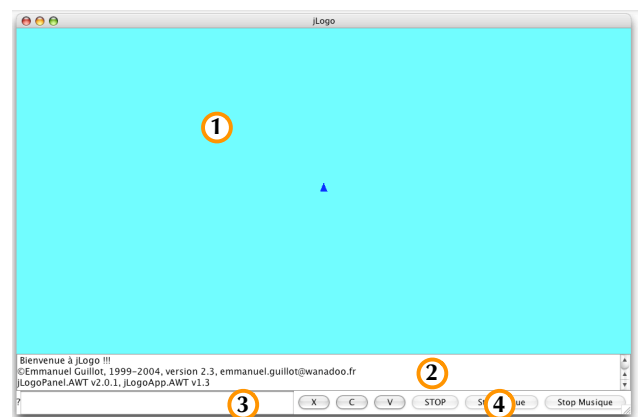 jLogo
1
Bienvenue à jLogo !!!
©Emmanuel Guillot, 1999-2004, version 2.3, emmanuel.guillot@wanadoo.fr
jLogoPanel.AWT v2.0.1, jLogoApp.AWT v1.3
2
? 3 X C V STOP 4 Stop Musique